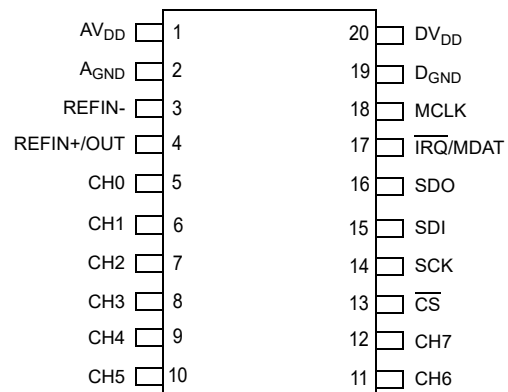 AVDD 1 20 DVDD
AGND 2 19 DGND
REFIN- 3 18 MCLK
REFIN+/OUT 4 17 IRQ/MDAT
CH0 5 16 SDO
CH1 6 15 SDI
CH2 7 14 SCK
CH3 8 13 CS
CH4 9 12 CH7
CH5 10 11 CH6